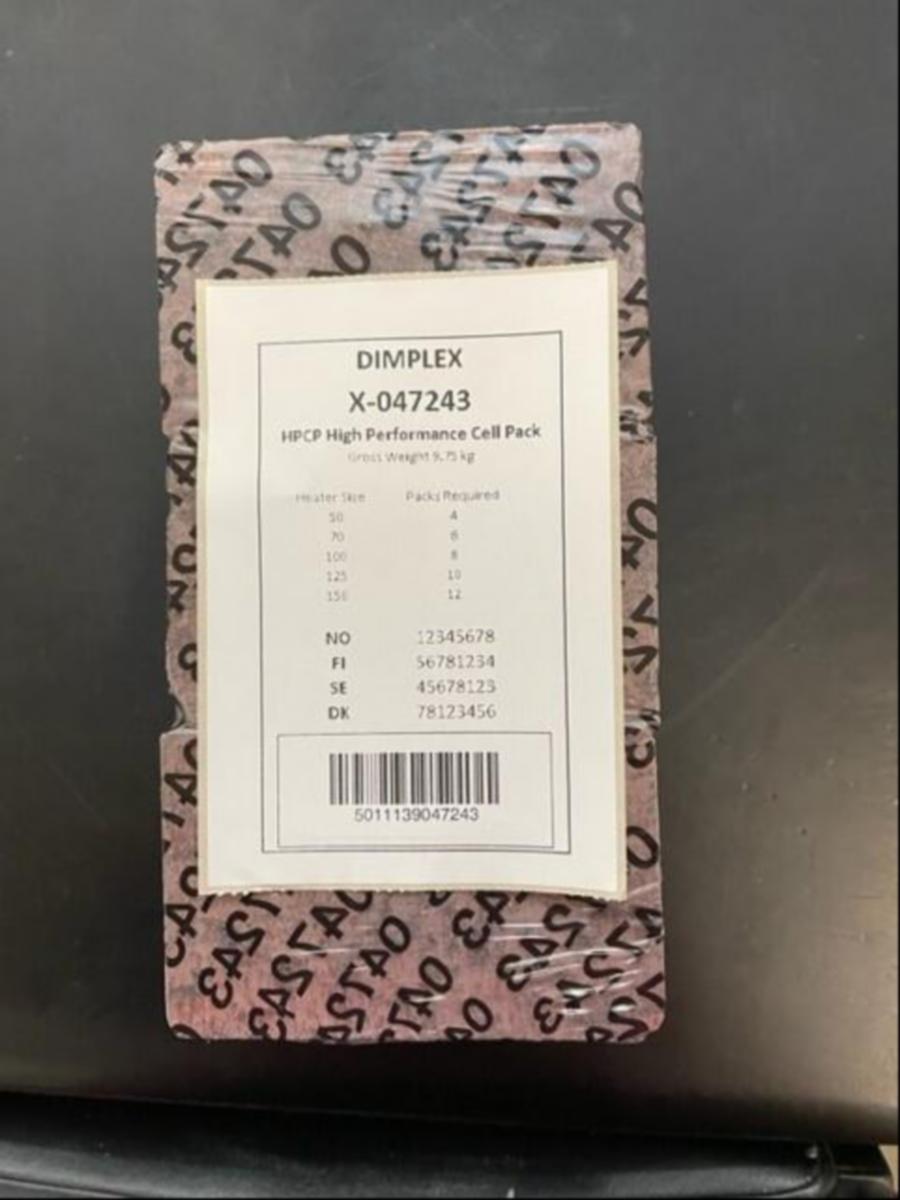 DIMPLEX
X-047243
HPCP High Performance Cell Pack
Gross Weight 9.75 kg
Heater Size Packs Required
50 4
70 6
100 8
125 10
150 12
NO 12345678
FI 56781234
SE 45678123
DK 78123456
5011139047243